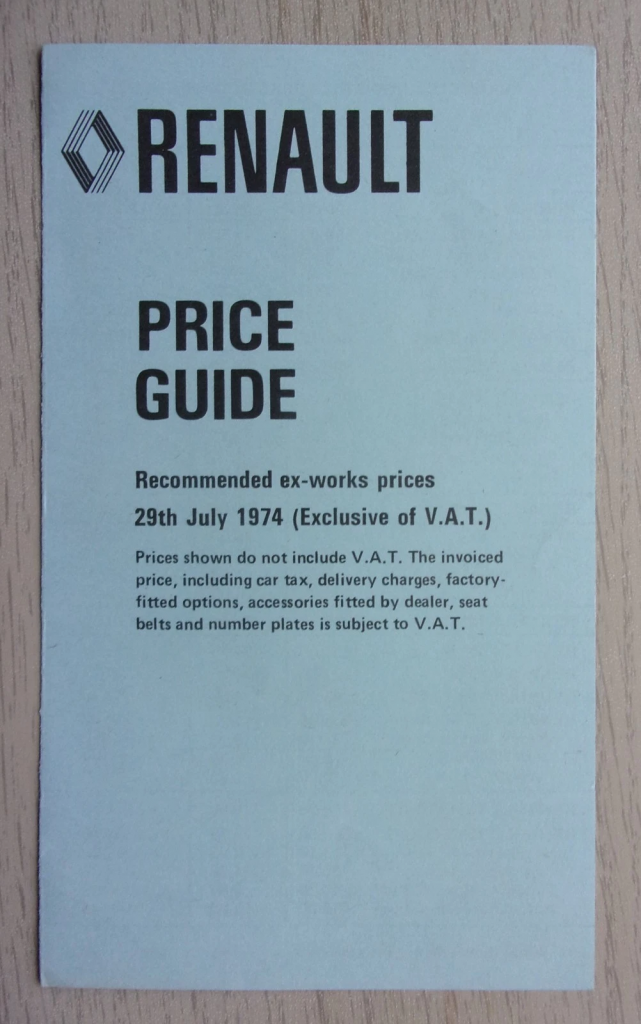 RENAULT
PRICE
GUIDE
Recommended ex-works prices
29th July 1974 (Exclusive of V.A.T.)
Prices shown do not include V.A.T. The invoiced
price, including car tax, delivery charges, factory-
fitted options, accessories fitted by dealer, seat
belts and number plates is subject to V.A.T.